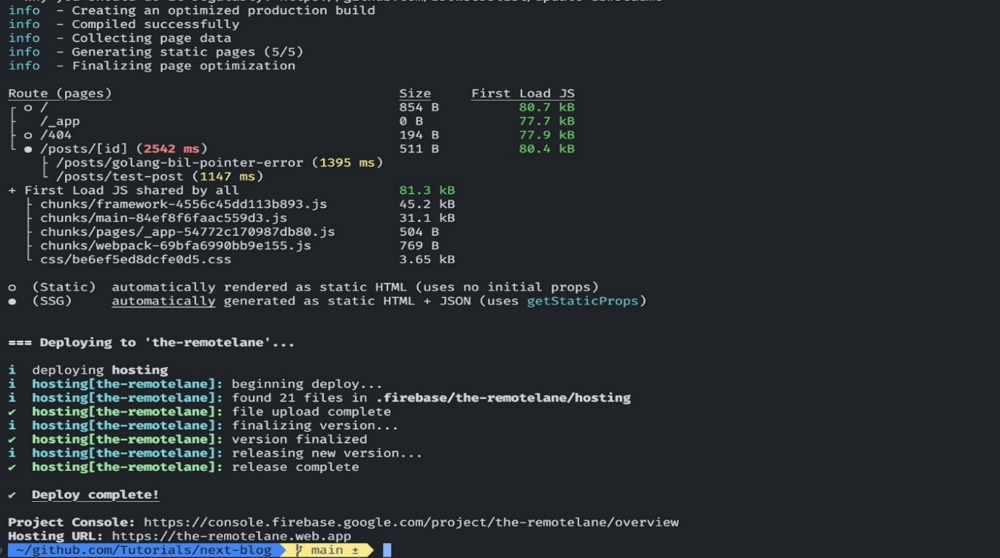 info  - Creating an optimized production build
info  - Compiled successfully
info  - Collecting page data
info  - Generating static pages (5/5)
info  - Finalizing page optimization
Route (pages)                                    Size     First Load JS
┌ ○ /                                            854 B          80.7 kB
├   /_app                                        0 B            77.7 kB
├ ○ /404                                         194 B          77.9 kB
└ ● /posts/[id] (2542 ms)                        511 B          80.4 kB
    ├ /posts/golang-bil-pointer-error (1395 ms)
    └ /posts/test-post (1147 ms)
+ First Load JS shared by all                    81.3 kB
  ├ chunks/framework-4556c45dd113b893.js         45.2 kB
  ├ chunks/main-84ef8f6faac559d3.js              31.1 kB
  ├ chunks/pages/_app-54772c170987db80.js        504 B
  ├ chunks/webpack-69bfa6990bb9e155.js           769 B
  └ css/be6ef5ed8dcfe0d5.css                     3.65 kB
○  (Static)  automatically rendered as static HTML (uses no initial props)
●  (SSG)     automatically generated as static HTML + JSON (uses getStaticProps)
=== Deploying to 'the-remotelane'...
i  deploying hosting
i  hosting[the-remotelane]: beginning deploy...
i  hosting[the-remotelane]: found 21 files in .firebase/the-remotelane/hosting
✔  hosting[the-remotelane]: file upload complete
i  hosting[the-remotelane]: finalizing version...
✔  hosting[the-remotelane]: version finalized
i  hosting[the-remotelane]: releasing new version...
✔  hosting[the-remotelane]: release complete
✔  Deploy complete!
Project Console: https://console.firebase.google.com/project/the-remotelane/overview
Hosting URL: https://the-remotelane.web.app
~/github.com/Tutorials/next-blog  main ±